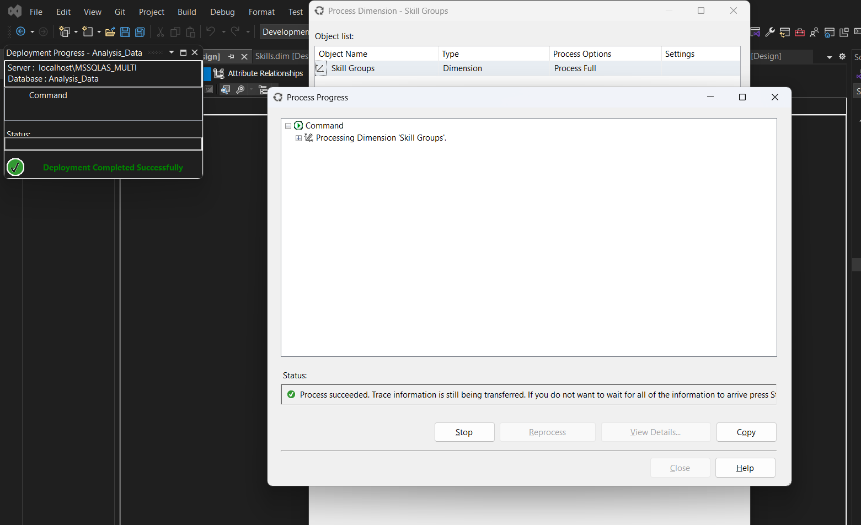 File Edit View Git Project Build Debug Format Test
Process Dimension - Skill Groups
Developmen
Deployment Progress - Analysis_Data
sign]
Skills.dim [Des
[Design]
Server : localhost\MSSQLAS_MULTI
Database : Analysis_Data
Attribute Relationships
Command
Status:
Deployment Completed Successfully
Object list:
Object Name Type Process Options Settings
Skill Groups Dimension Process Full
Process Progress
Command
Processing Dimension 'Skill Groups'.
Status:
Process succeeded. Trace information is still being transferred. If you do not want to wait for all of the information to arrive press S
Stop Reprocess View Details... Copy
Close Help